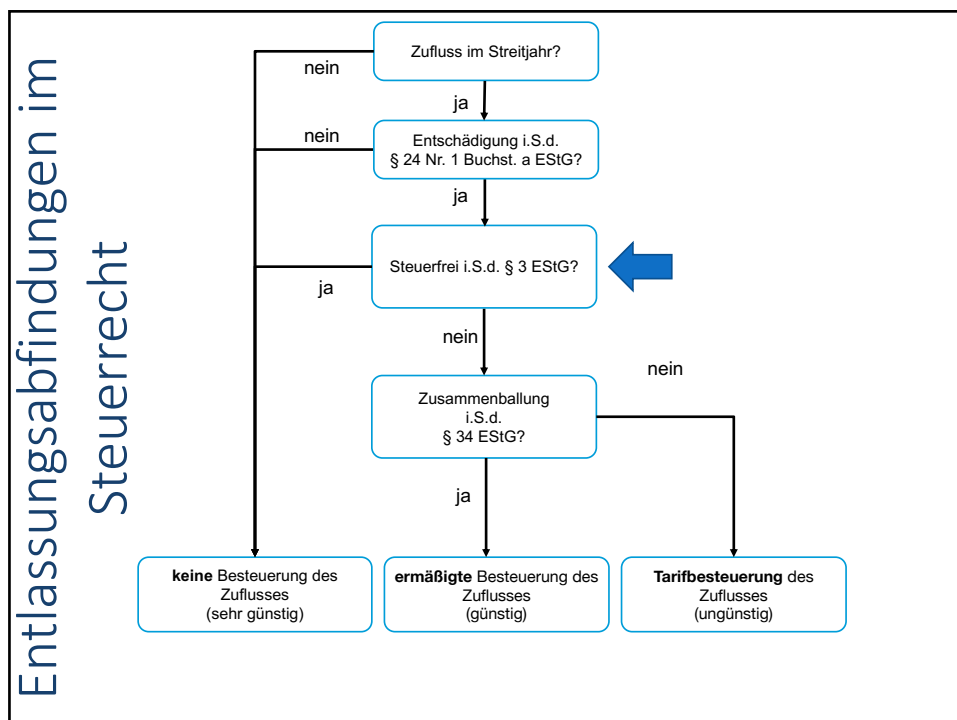 Entlassungsabfindungen im
Steuerrecht
Zufluss im Streitjahr?
nein
ja
Entschädigung i.S.d.
§ 24 Nr. 1 Buchst. a EStG?
nein
ja
Steuerfrei i.S.d. § 3 EStG?
ja
nein
Zusammenballung
i.S.d.
§ 34 EStG?
nein
ja
keine Besteuerung des
Zuflusses
(sehr günstig)
ermäßigte Besteuerung des
Zuflusses
(günstig)
Tarifbesteuerung des
Zuflusses
(ungünstig)